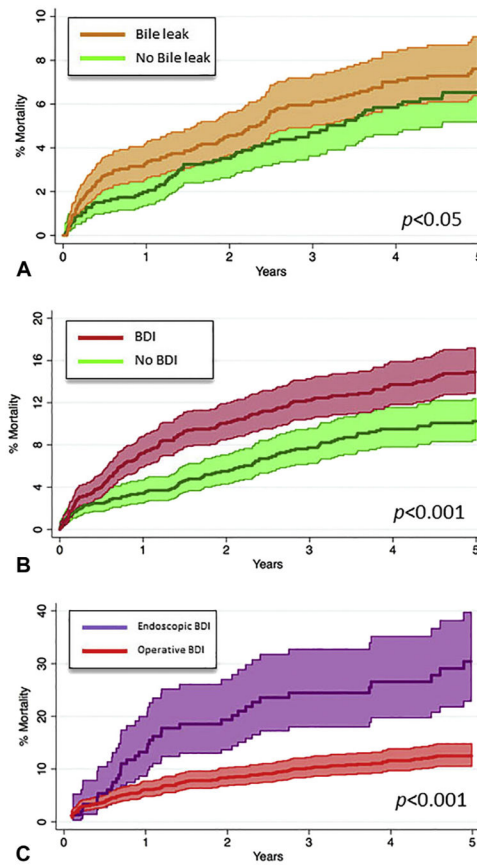 Bile leak
No Bile leak
% Mortality
8
6
4
2
0
p<0.05
0
1
2
3
4
5
Years
A
BDI
No BDI
% Mortality
20
16
12
8
4
0
p<0.001
0
1
2
3
4
5
Years
B
Endoscopic BDI
Operative BDI
% Mortality
40
30
20
10
0
p<0.001
0
1
2
3
4
5
Years
C